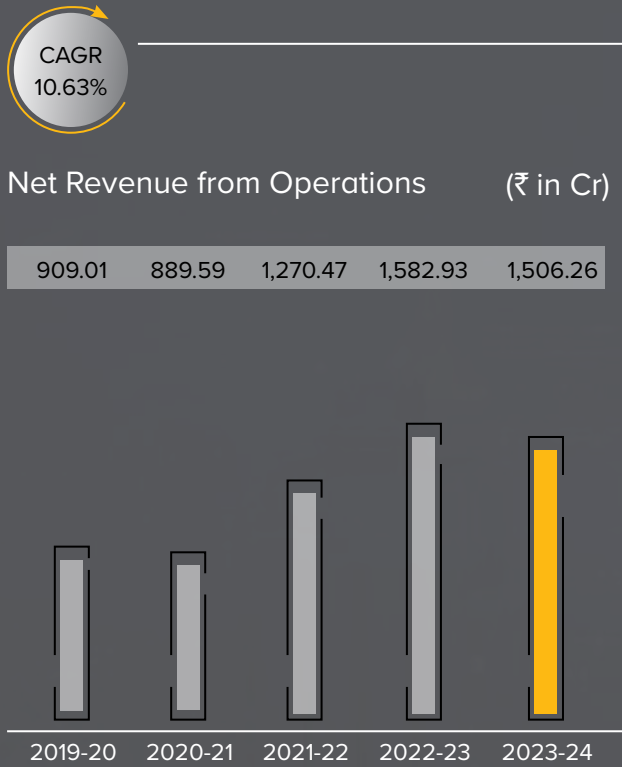 CAGR
10.63%
Net Revenue from Operations (₹ in Cr)
909.01 889.59 1,270.47 1,582.93 1,506.26
2019-20 2020-21 2021-22 2022-23 2023-24